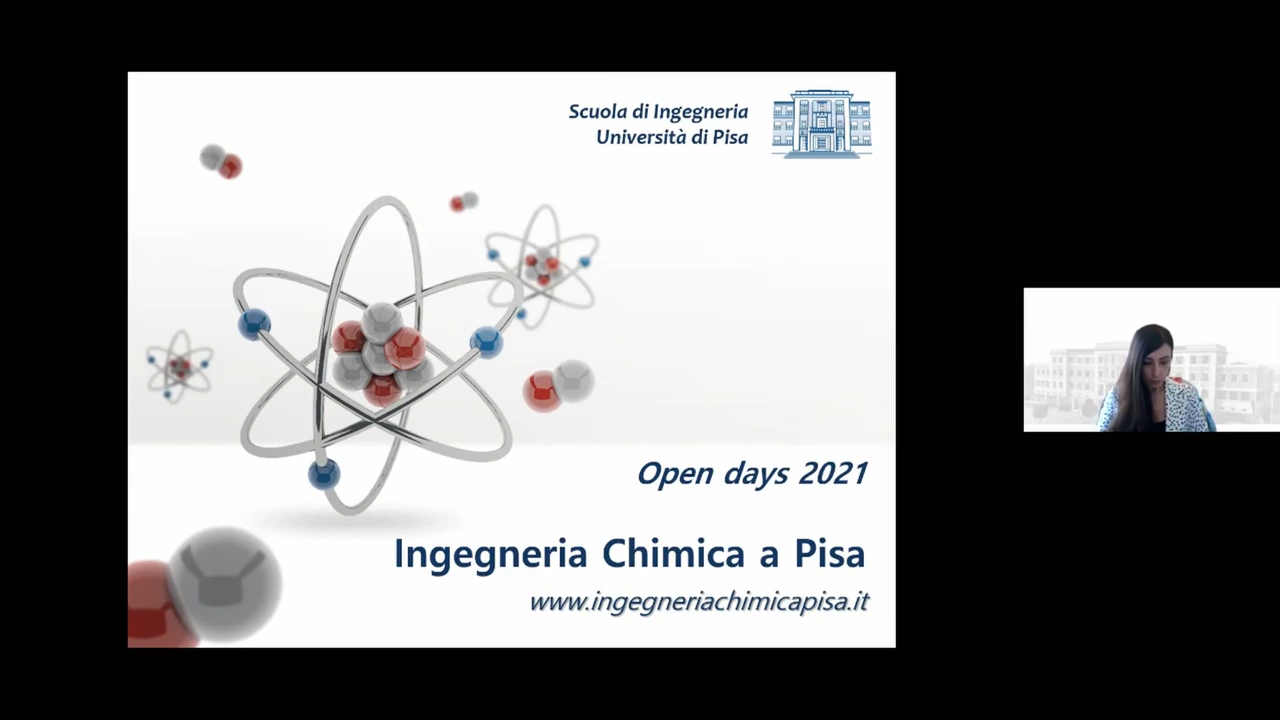 Scuola di Ingegneria
Università di Pisa
Open days 2021
Ingegneria Chimica a Pisa
www.ingegneriachimicapisa.it